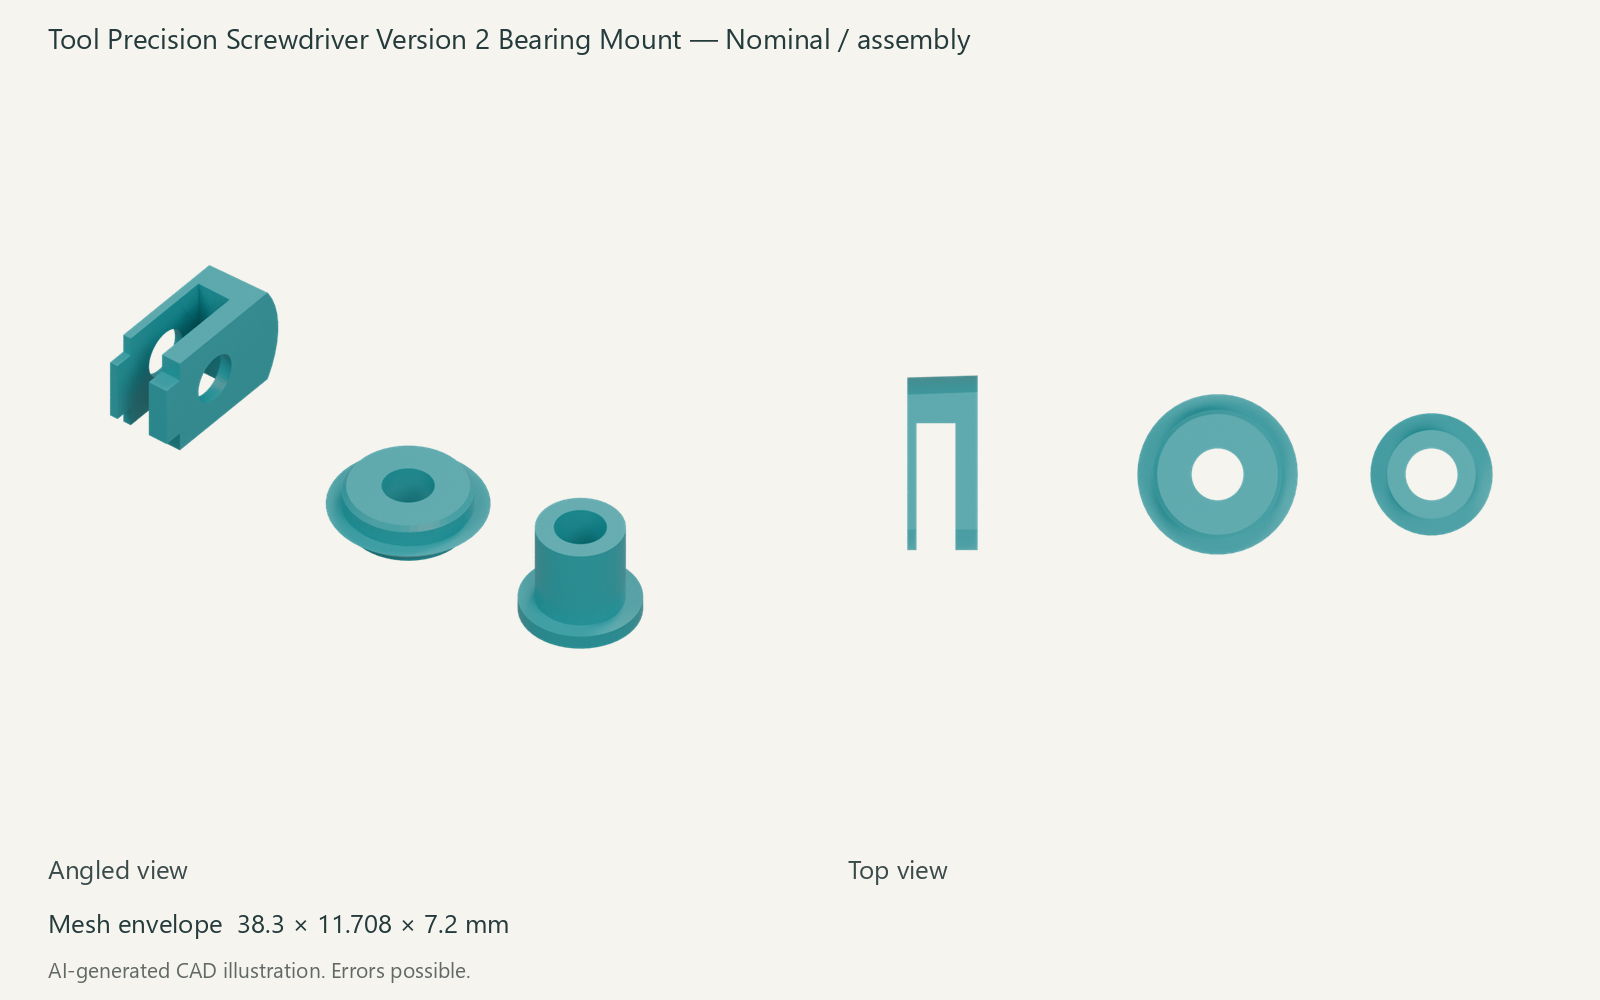 Tool Precision Screwdriver Version 2 Bearing Mount — Nominal / assembly
Angled view
Top view
Mesh envelope  38.3 × 11.708 × 7.2 mm
AI-generated CAD illustration. Errors possible.